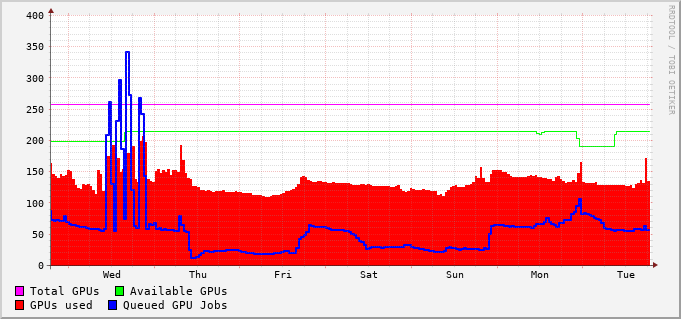 400
350
300
250
200
150
100
50
0
Wed Thu Fri Sat Sun Mon Tue
Total GPUs Available GPUs
GPUs used Queued GPU Jobs
RRDTOOL / TOBI OETIKER